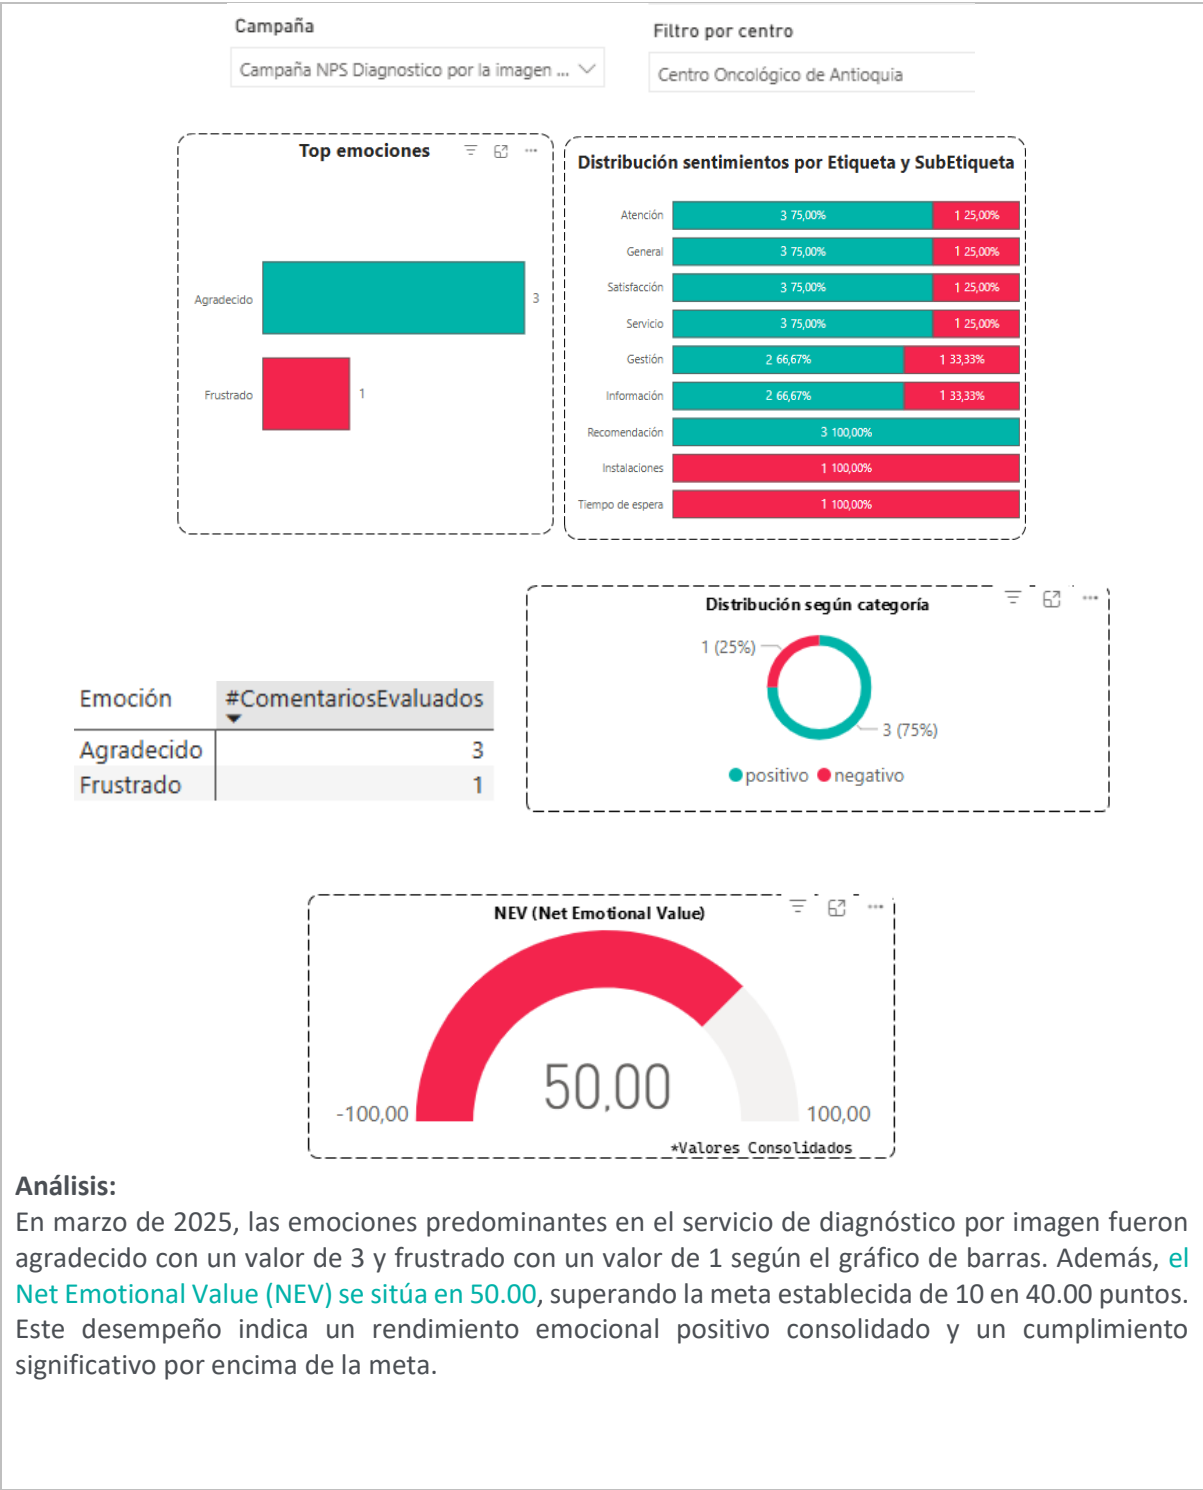 Campaña
Filtro por centro
Campaña NPS Diagnostico por la imagen ...
Centro Oncológico de Antioquia
Top emociones
Agradecido
3
Frustrado
1
Distribución sentimientos por Etiqueta y SubEtiqueta
Atención 3 75,00% 1 25,00%
General 3 75,00% 1 25,00%
Satisfacción 3 75,00% 1 25,00%
Servicio 3 75,00% 1 25,00%
Gestión 2 66,67% 1 33,33%
Información 2 66,67% 1 33,33%
Recomendación 3 100,00%
Instalaciones 1 100,00%
Tiempo de espera 1 100,00%
Emoción #ComentariosEvaluados
Agradecido 3
Frustrado 1
Distribución según categoría
1 (25%)
3 (75%)
positivo negativo
NEV (Net Emotional Value)
50,00
-100,00
100,00
*Valores Consolidados
Análisis:
En marzo de 2025, las emociones predominantes en el servicio de diagnóstico por imagen fueron
agradecido con un valor de 3 y frustrado con un valor de 1 según el gráfico de barras. Además, el
Net Emotional Value (NEV) se sitúa en 50.00, superando la meta establecida de 10 en 40.00 puntos.
Este desempeño indica un rendimiento emocional positivo consolidado y un cumplimiento
significativo por encima de la meta.